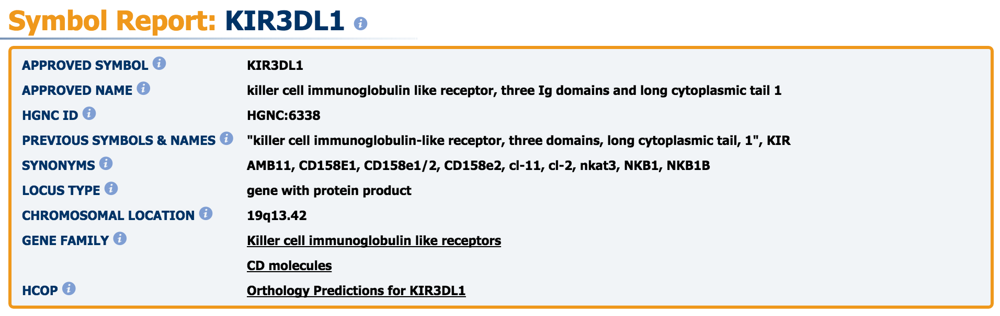 Symbol Report: KIR3DL1 i
APPROVED SYMBOL i KIR3DL1
APPROVED NAME i killer cell immunoglobulin like receptor, three Ig domains and long cytoplasmic tail 1
HGNC ID i HGNC:6338
PREVIOUS SYMBOLS & NAMES i "killer cell immunoglobulin-like receptor, three domains, long cytoplasmic tail, 1", KIR
SYNONYMS i AMB11, CD158E1, CD158e1/2, CD158e2, cl-11, cl-2, nkat3, NKB1, NKB1B
LOCUS TYPE i gene with protein product
CHROMOSOMAL LOCATION i 19q13.42
GENE FAMILY i Killer cell immunoglobulin like receptors
CD molecules
HCOP i Orthology Predictions for KIR3DL1